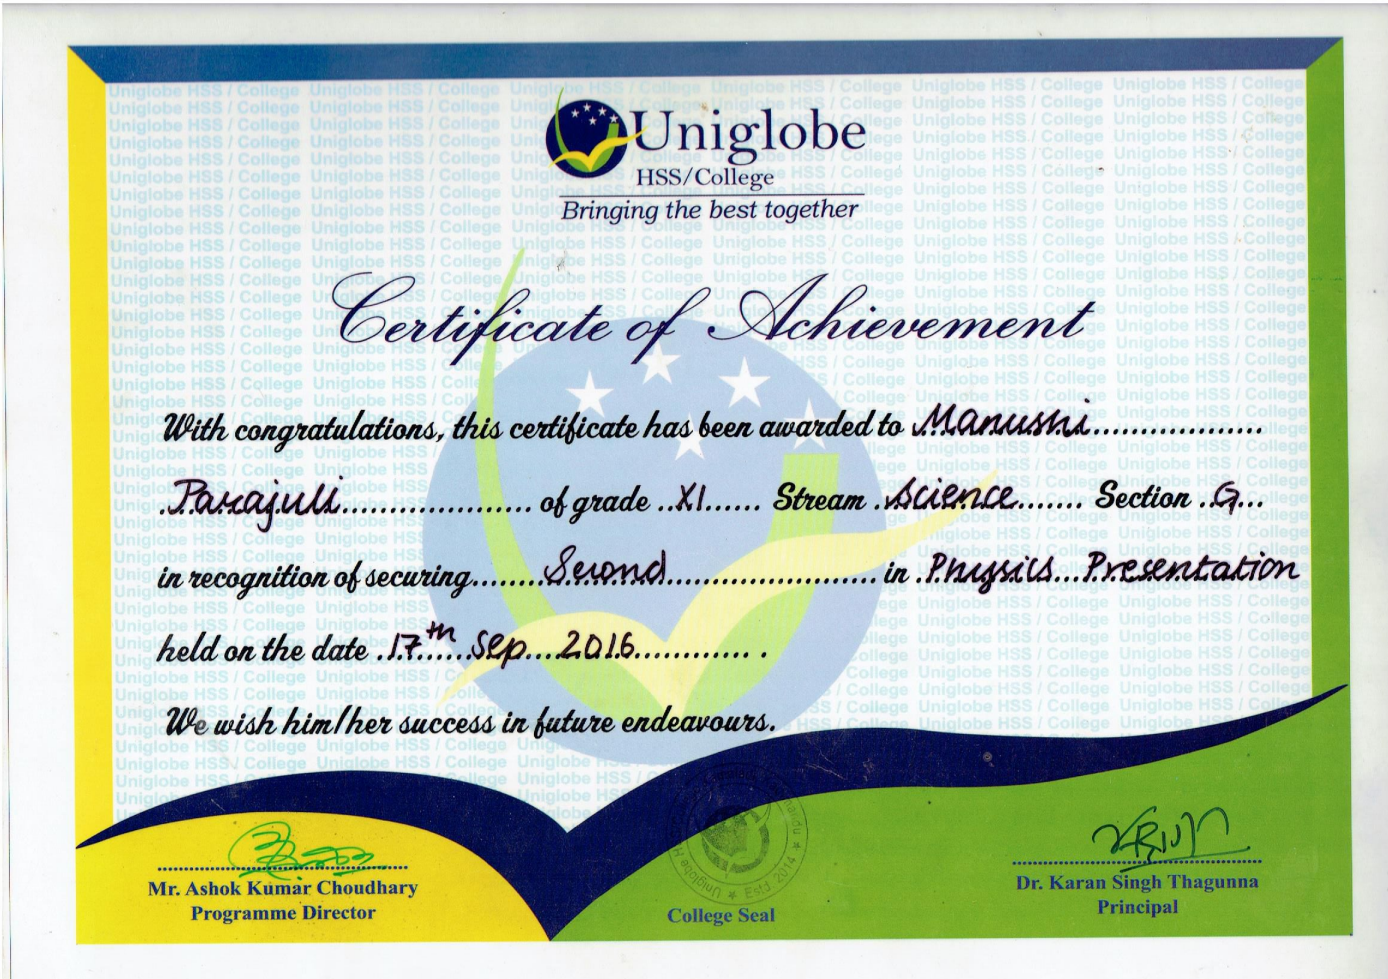 Uniglobe
HSS/College
Bringing the best together
Certificate of Achievement
With congratulations, this certificate has been awarded to Manushi
Parajuli of grade XI Stream Science Section G
in recognition of securing Second in Physics Presentation
held on the date 17th Sep 2016 .
We wish him/her success in future endeavours.
Mr. Ashok Kumar Choudhary
Programme Director
College Seal
Estd. 2014
Dr. Karan Singh Thagunna
Principal